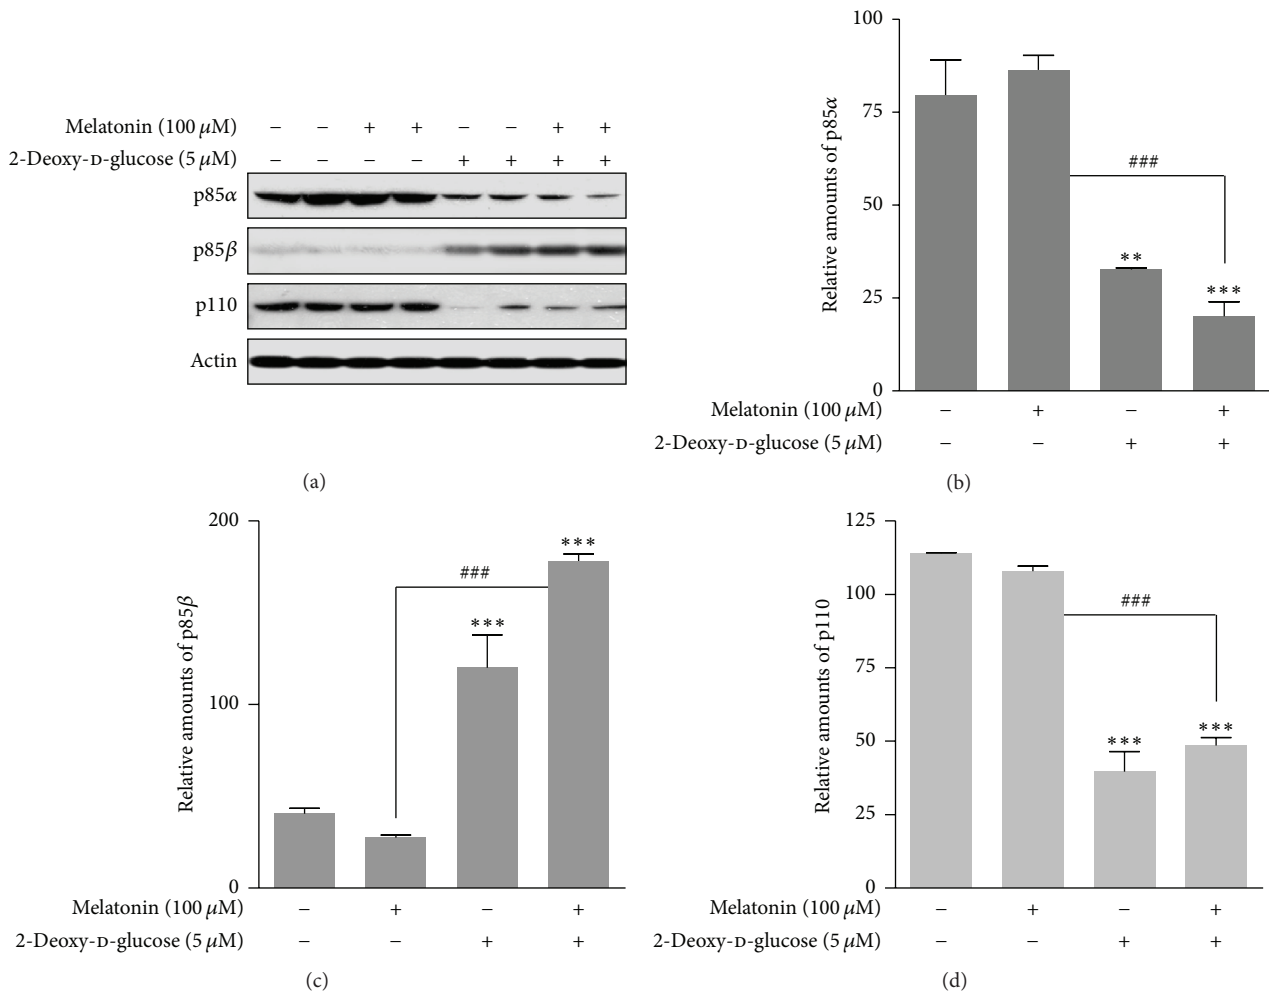 Melatonin (100 μM) − − + + − − + +
2-Deoxy-ᴅ-glucose (5 μM) − − − − + + + +
p85α
p85β
p110
Actin
(a)
Relative amounts of p85α
100
75
50
25
0
###
**
***
Melatonin (100 μM) − + − +
2-Deoxy-ᴅ-glucose (5 μM) − − + +
(b)
Relative amounts of p85β
200
100
0
###
***
***
Melatonin (100 μM) − + − +
2-Deoxy-ᴅ-glucose (5 μM) − − + +
(c)
Relative amounts of p110
125
100
75
50
25
0
###
***
***
Melatonin (100 μM) − + − +
2-Deoxy-ᴅ-glucose (5 μM) − − + +
(d)